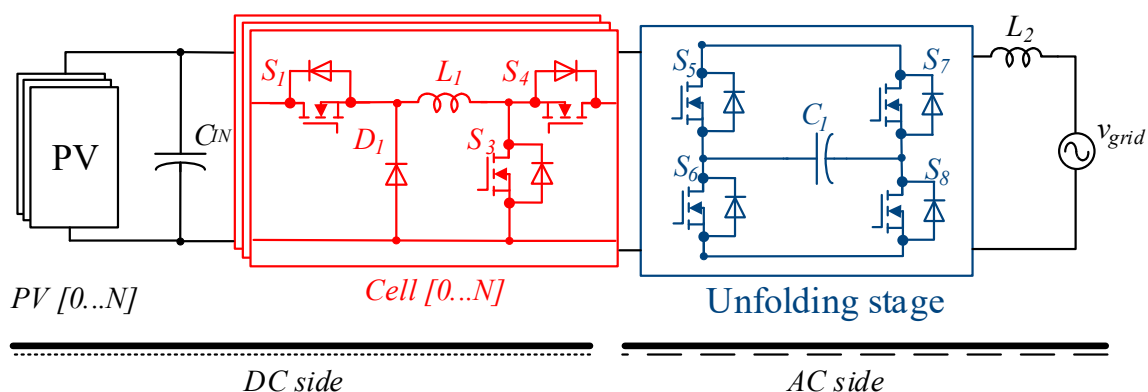 S1
L1
S4
D1
S3
PV
CIN
S5
S7
C1
S6
S8
L2
vgrid
PV [0...N]
Cell [0...N]
Unfolding stage
DC side
AC side